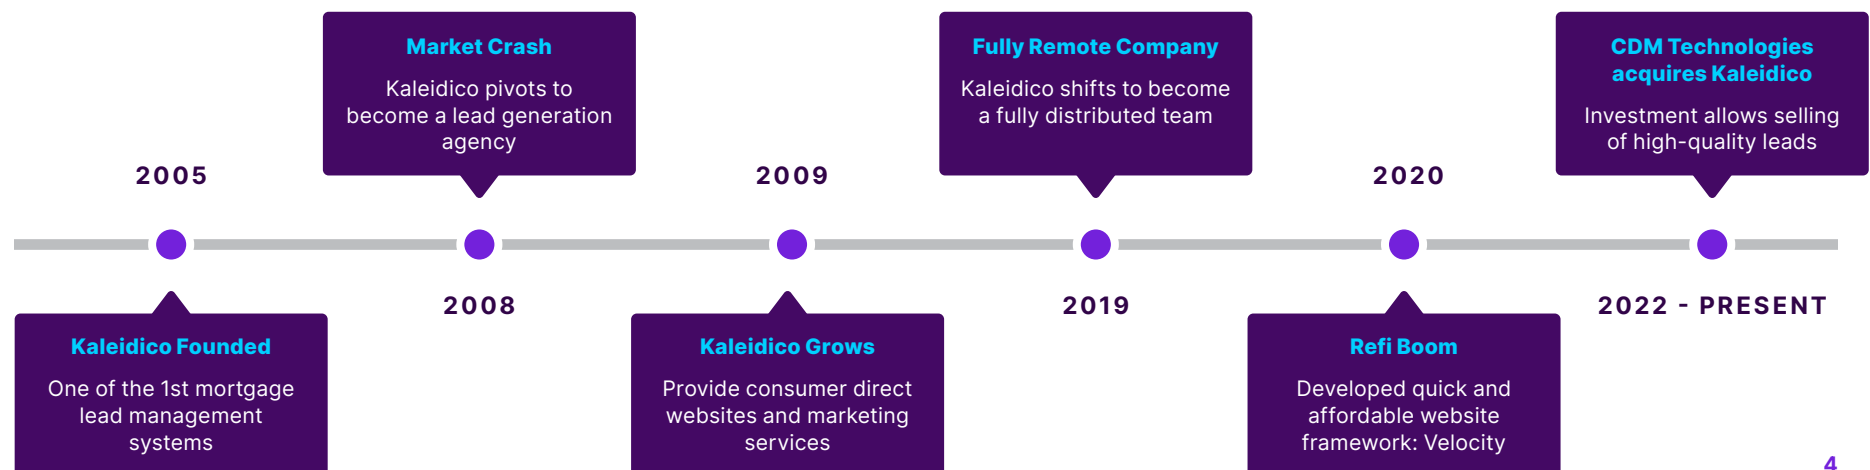 2005
Kaleidico Founded
One of the 1st mortgage
lead management
systems
Market Crash
Kaleidico pivots to
become a lead generation
agency
2008
2009
Kaleidico Grows
Provide consumer direct
websites and marketing
services
Fully Remote Company
Kaleidico shifts to become
a fully distributed team
2019
2020
Refi Boom
Developed quick and
affordable website
framework: Velocity
CDM Technologies
acquires Kaleidico
Investment allows selling
of high-quality leads
2022 - PRESENT
4